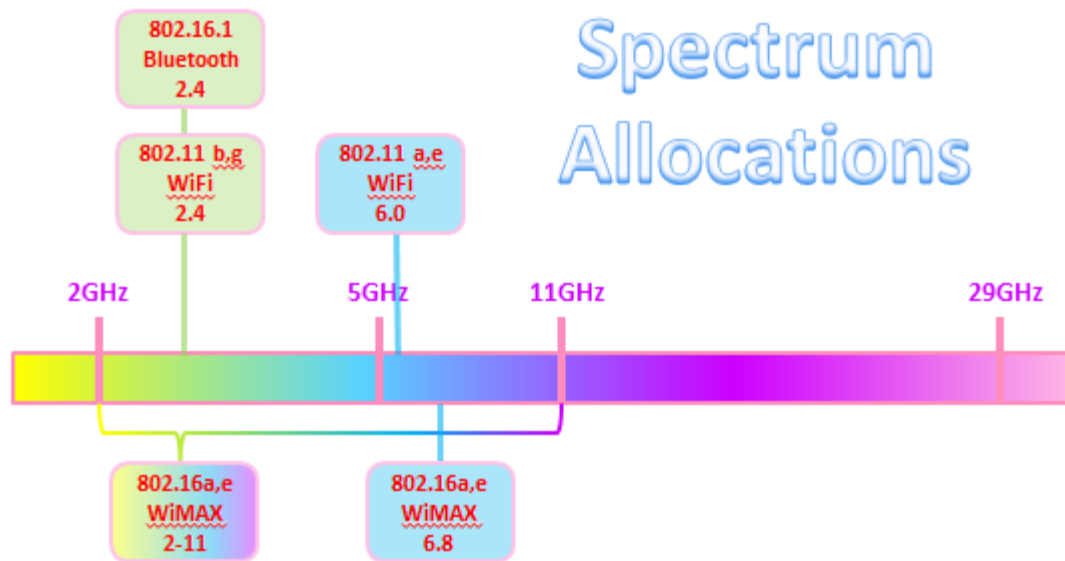 Spectrum
Allocations
802.16.1
Bluetooth
2.4
802.11 b,g
WiFi
2.4
802.11 a,e
WiFi
6.0
2GHz
5GHz
11GHz
29GHz
802.16a,e
WiMAX
2-11
802.16a,e
WiMAX
6.8